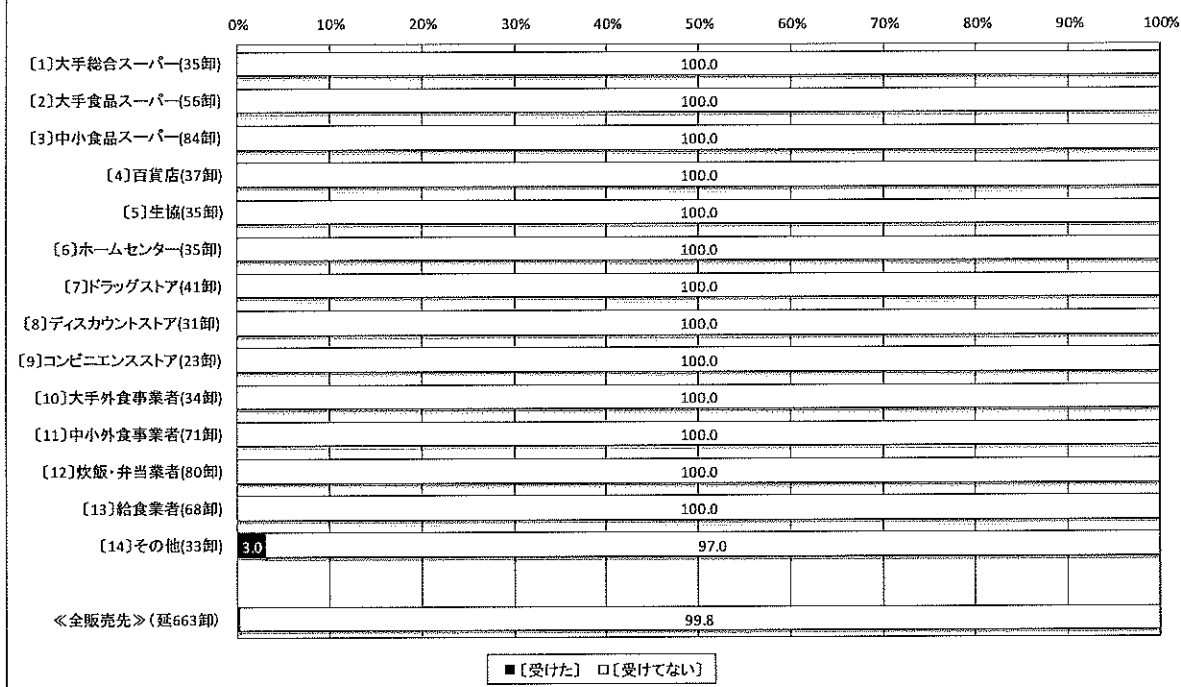 0% 10% 20% 30% 40% 50% 60% 70% 80% 90% 100%
〔1〕大手総合スーパー(35卸) 100.0
〔2〕大手食品スーパー(56卸) 100.0
〔3〕中小食品スーパー(84卸) 100.0
〔4〕百貨店(37卸) 100.0
〔5〕生協(35卸) 100.0
〔6〕ホームセンター(35卸) 100.0
〔7〕ドラッグストア(41卸) 100.0
〔8〕ディスカウントストア(31卸) 100.0
〔9〕コンビニエンスストア(23卸) 100.0
〔10〕大手外食事業者(34卸) 100.0
〔11〕中小外食事業者(71卸) 100.0
〔12〕炊飯・弁当業者(80卸) 100.0
〔13〕給食業者(68卸) 100.0
〔14〕その他(33卸) 3.0 97.0
≪全販売先≫(延663卸) 99.8
■〔受けた〕 □〔受けてない〕